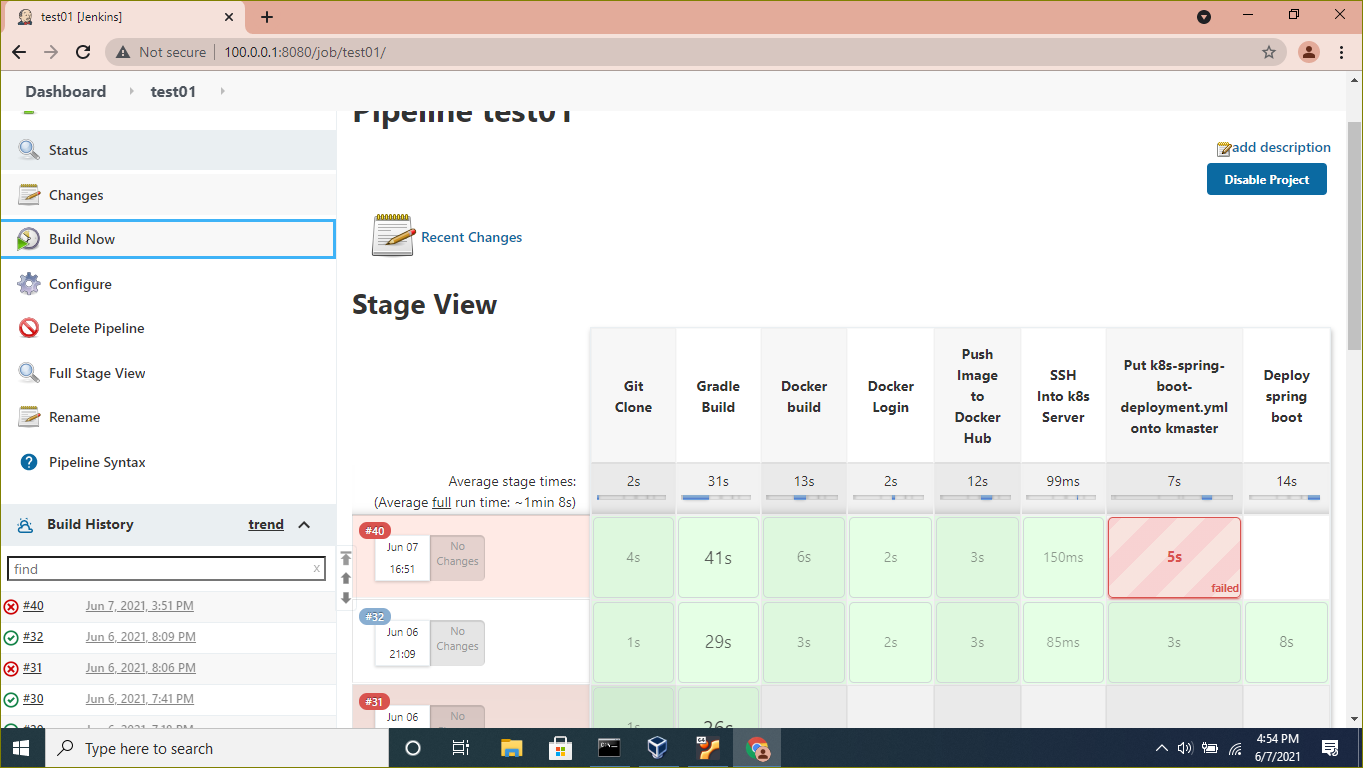 test01 [Jenkins]
Not secure
100.0.0.1:8080/job/test01/
Dashboard
test01
Status
Changes
Build Now
Configure
Delete Pipeline
Full Stage View
Rename
Pipeline Syntax
Build History
trend
find
x
#40
Jun 7, 2021, 3:51 PM
#32
Jun 6, 2021, 8:09 PM
#31
Jun 6, 2021, 8:06 PM
#30
Jun 6, 2021, 7:41 PM
Pipeline test01
add description
Disable Project
Recent Changes
Stage View
Git
Clone
Gradle
Build
Docker
build
Docker
Login
Push
Image
to
Docker
Hub
SSH
Into k8s
Server
Put k8s-spring-
boot-
deployment.yml
onto kmaster
Deploy
spring
boot
Average stage times:
(Average full run time: ~1min 8s)
2s
31s
13s
2s
12s
99ms
7s
14s
#40
Jun 07
16:51
No
Changes
4s
41s
6s
2s
3s
150ms
5s
failed
#32
Jun 06
21:09
No
Changes
1s
29s
3s
2s
3s
85ms
3s
8s
#31
Jun 06
No
Type here to search
4:54 PM
6/7/2021